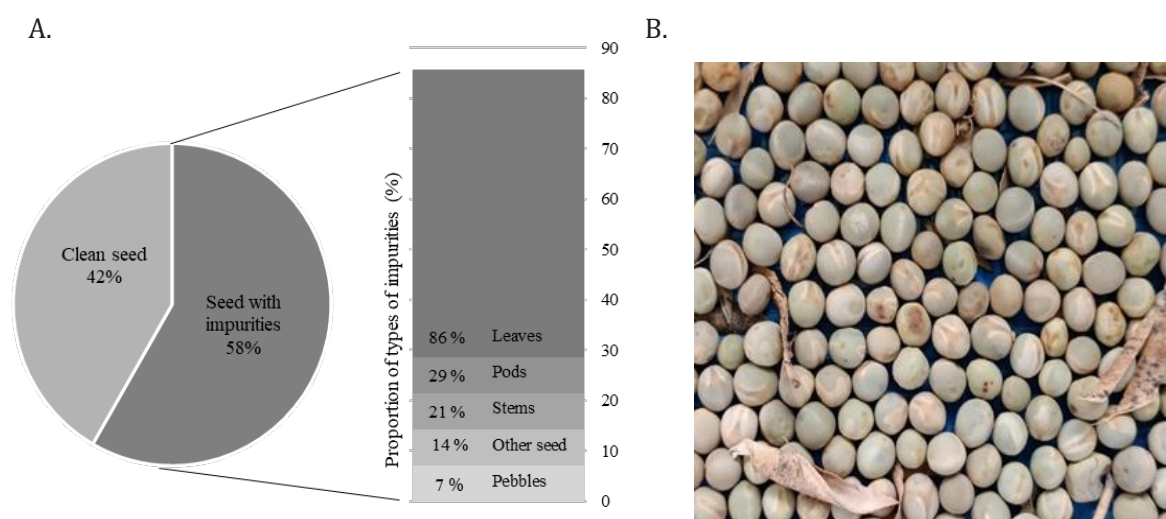 A.
B.
Clean seed
42%
Seed with
impurities
58%
Proportion of types of impurities (%)
90
80
70
60
50
40
30
20
10
0
86 % Leaves
29 % Pods
21 % Stems
14 % Other seed
7 % Pebbles